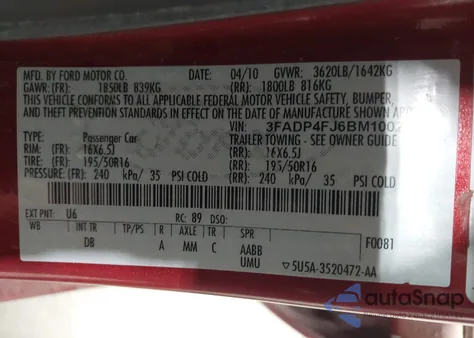 MFD. BY FORD MOTOR CO. DATE: 04/10 GVWR: 3620LB/1642KG
GAWR: (FR): 1850LB 839KG (RR): 1800LB 816KG
THIS VEHICLE CONFORMS TO ALL APPLICABLE FEDERAL MOTOR VEHICLE SAFETY, BUMPER,
AND THEFT PREVENTION STANDARDS IN EFFECT ON THE DATE OF MANUFACTURE SHOWN ABOVE.
VIN: 3FADP4FJ6BM1002
TYPE: Passenger Car TRAILER TOWING - SEE OWNER GUIDE
RIM: (FR) 16X6.5J (RR) 16X6.5J
TIRE: (FR) 195/50R16 (RR) 195/50R16
PRESSURE: (FR) 240 kPa/ 35 PSI COLD (RR) 240 kPa/ 35 PSI COLD
EXT PNT: U6 RC: 89 DSO:
WB INT TR TP/PS R AXLE TR SPR F0081
DB A MM C AABB
UMU 5U5A-3520472-AA
autoSnap